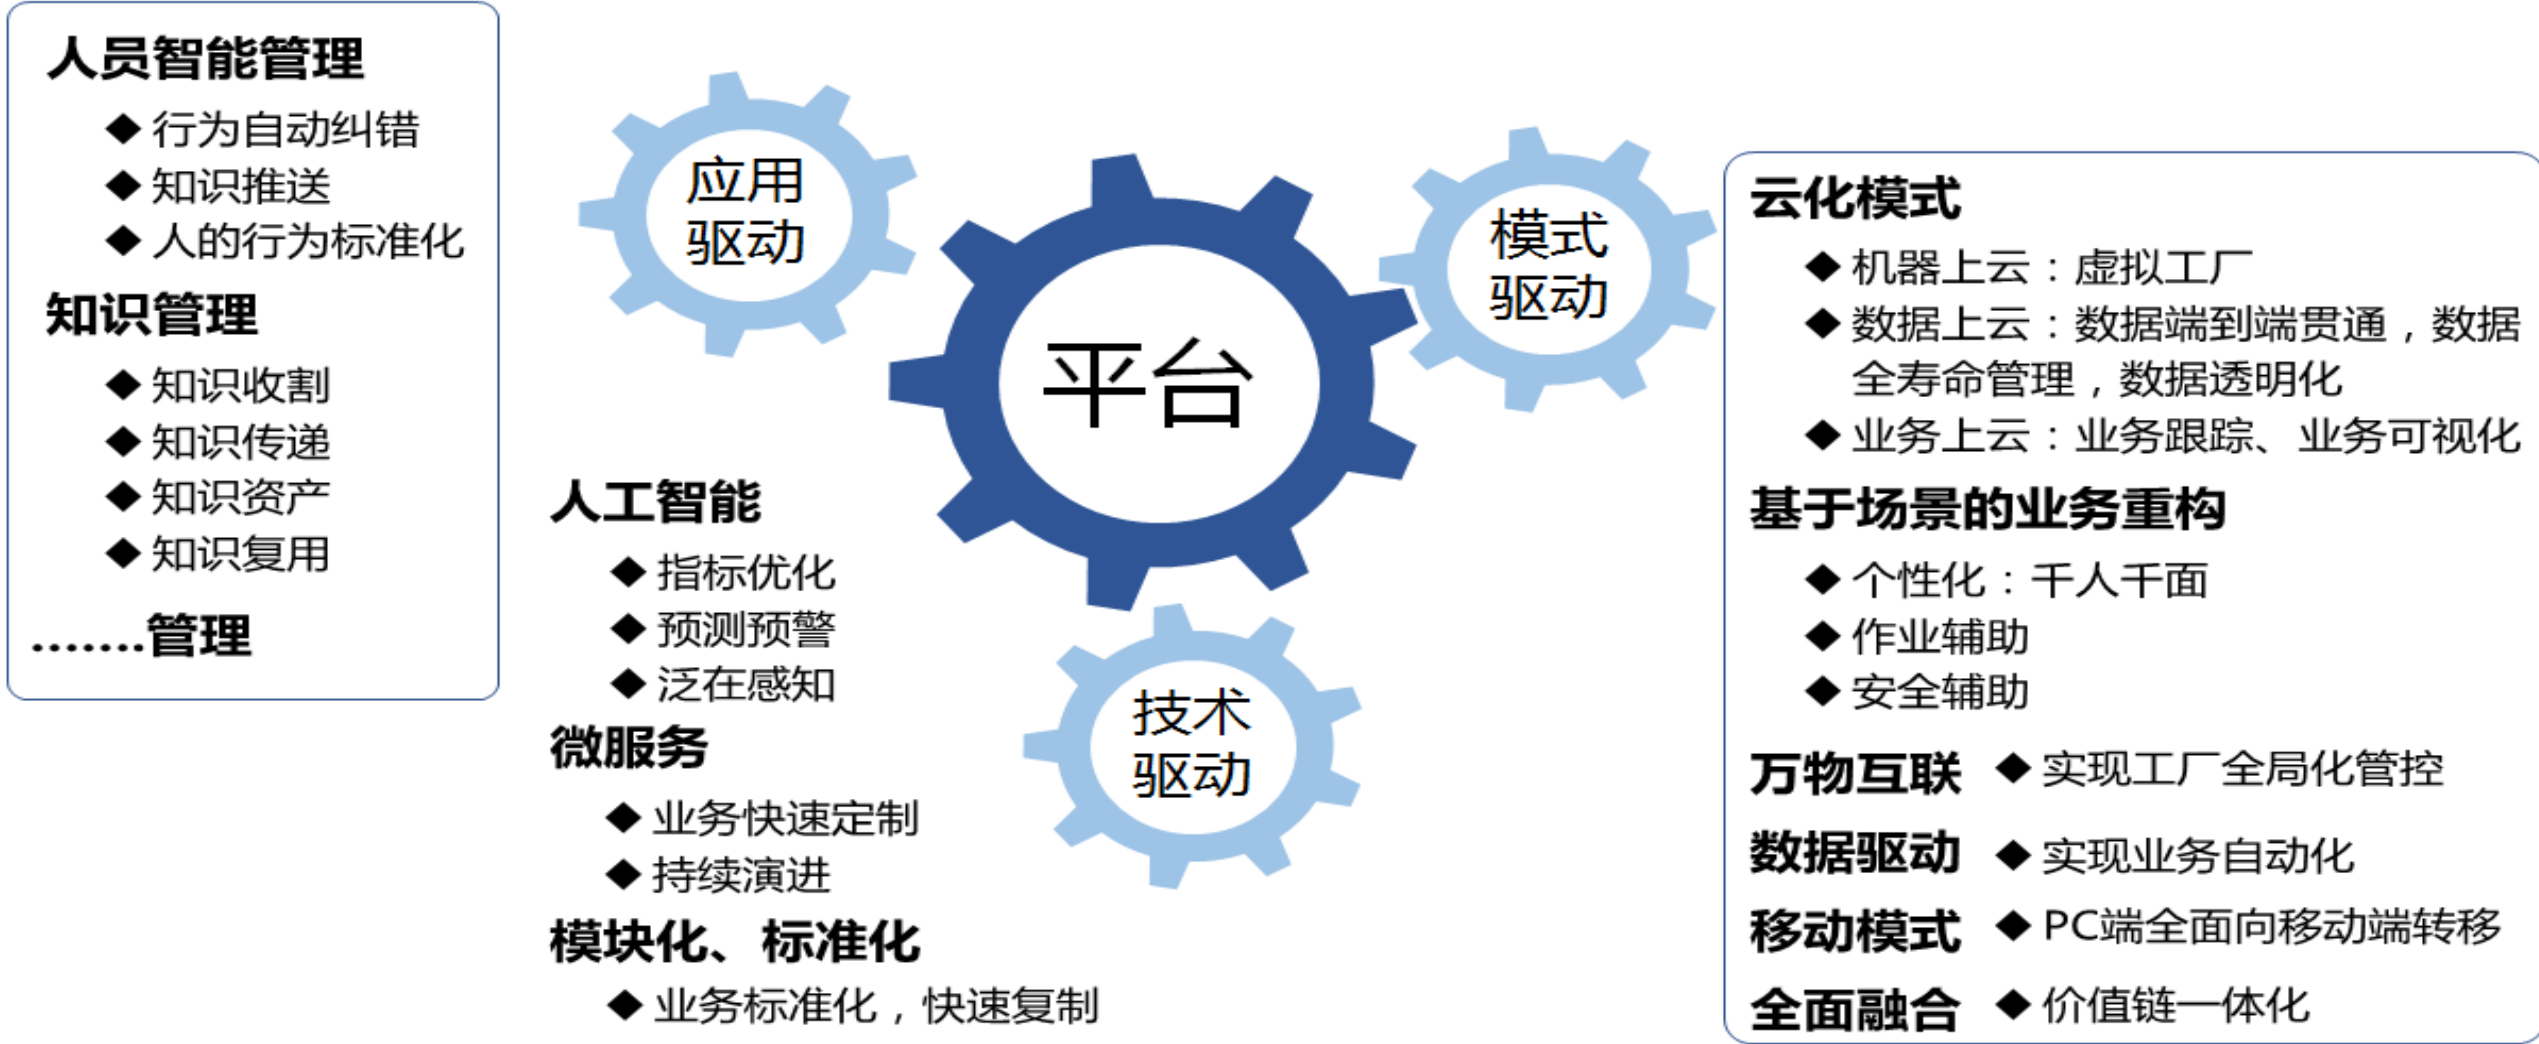 人员智能管理
◆ 行为自动纠错
◆ 知识推送
◆ 人的行为标准化
知识管理
◆ 知识收割
◆ 知识传递
◆ 知识资产
◆ 知识复用
.......管理
应用
驱动
平台
模式
驱动
技术
驱动
人工智能
◆ 指标优化
◆ 预测预警
◆ 泛在感知
微服务
◆ 业务快速定制
◆ 持续演进
模块化、标准化
◆ 业务标准化，快速复制
云化模式
◆ 机器上云：虚拟工厂
◆ 数据上云：数据端到端贯通，数据
全寿命管理，数据透明化
◆ 业务上云：业务跟踪、业务可视化
基于场景的业务重构
◆ 个性化：千人千面
◆ 作业辅助
◆ 安全辅助
万物互联 ◆ 实现工厂全局化管控
数据驱动 ◆ 实现业务自动化
移动模式 ◆ PC端全面向移动端转移
全面融合 ◆ 价值链一体化